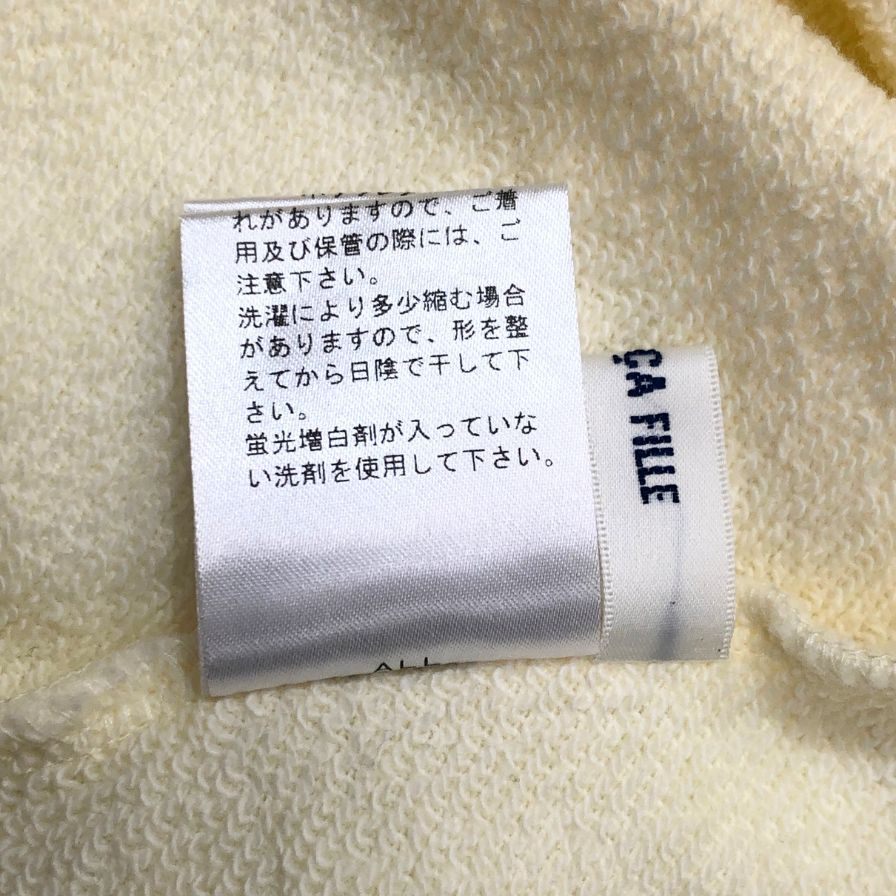 れがありますので、ご着
用及び保管の際には、ご
注意下さい。
洗濯により多少縮む場合
がありますので、形を整
えてから日陰で干して下
さい。
蛍光増白剤が入っていな
い洗剤を使用して下さい。
ÇA FILLE
ALL